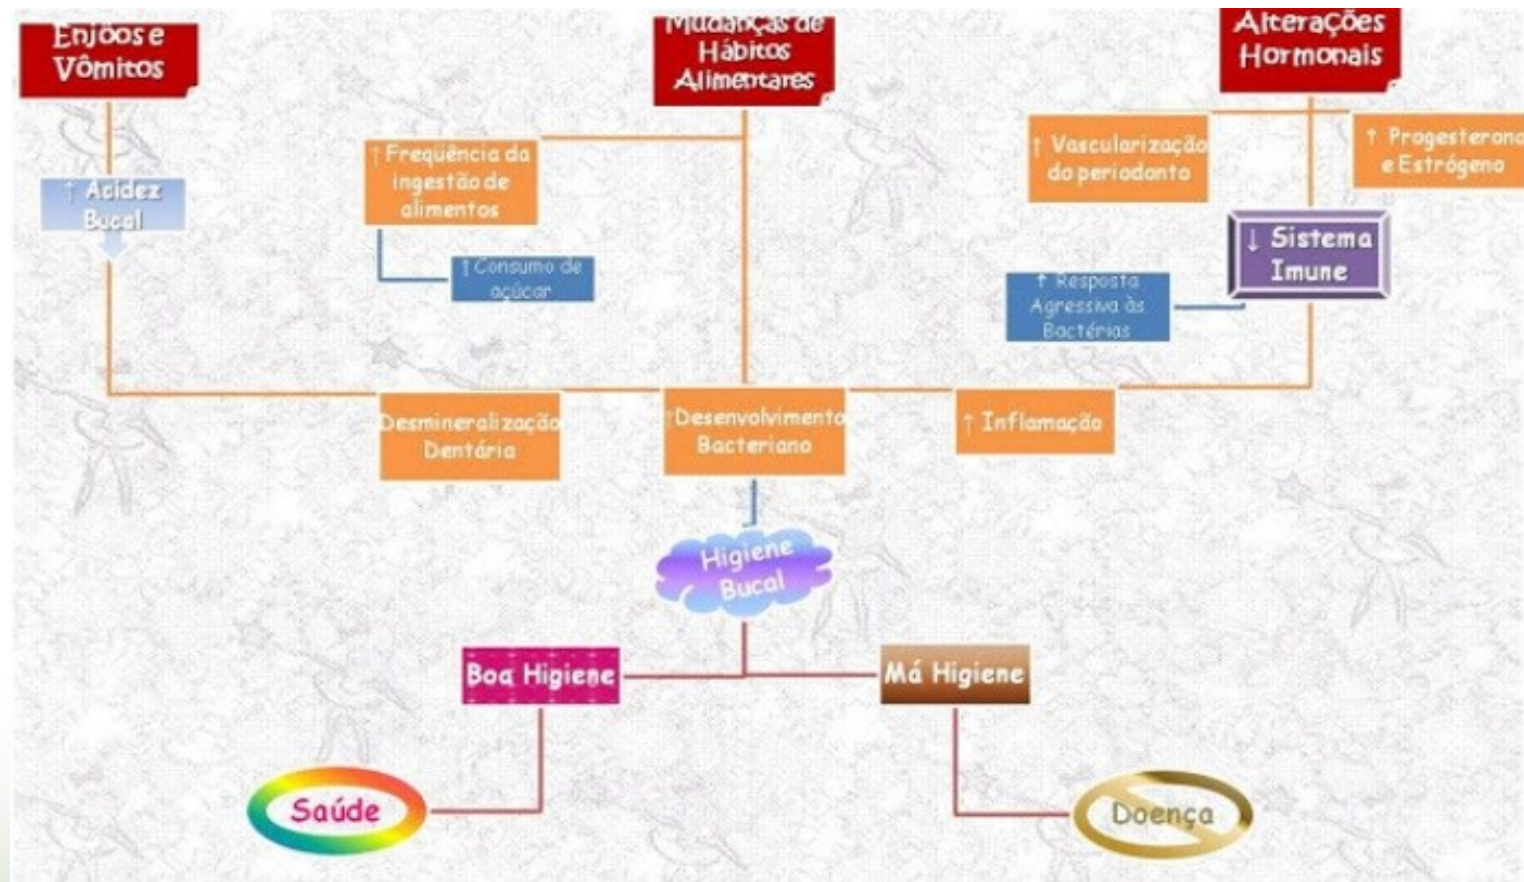 Enjôos e
Vômitos
Mudanças de
Hábitos
Alimentares
Alterações
Hormonais
↑ Freqüência da
ingestão de
alimentos
↑ Vascularização
do periodonto
↑ Progesterona
e Estrógeno
↑ Acidez
Bucal
↑ Consumo de
açúcar
↓ Sistema
Imune
↑ Resposta
Agressiva às
Bactérias
Desmineralização
Dentária
↑Desenvolvimento
Bacteriano
↑ Inflamação
Higiene
Bucal
Boa Higiene
Má Higiene
Saúde
Doença